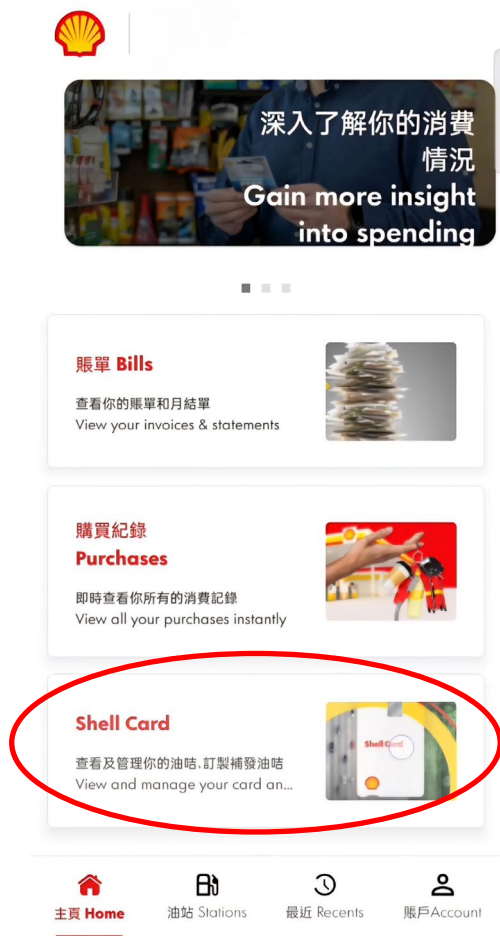 深入了解你的消費
情況
Gain more insight
into spending
賬單 Bills
查看你的賬單和月結單
View your invoices & statements
購買紀錄
Purchases
即時查看你所有的消費記錄
View all your purchases instantly
Shell Card
查看及管理你的油咭、訂製補發油咭
View and manage your card an...
Shell Card
主頁 Home
油站 Stations
最近 Recents
賬戶Account